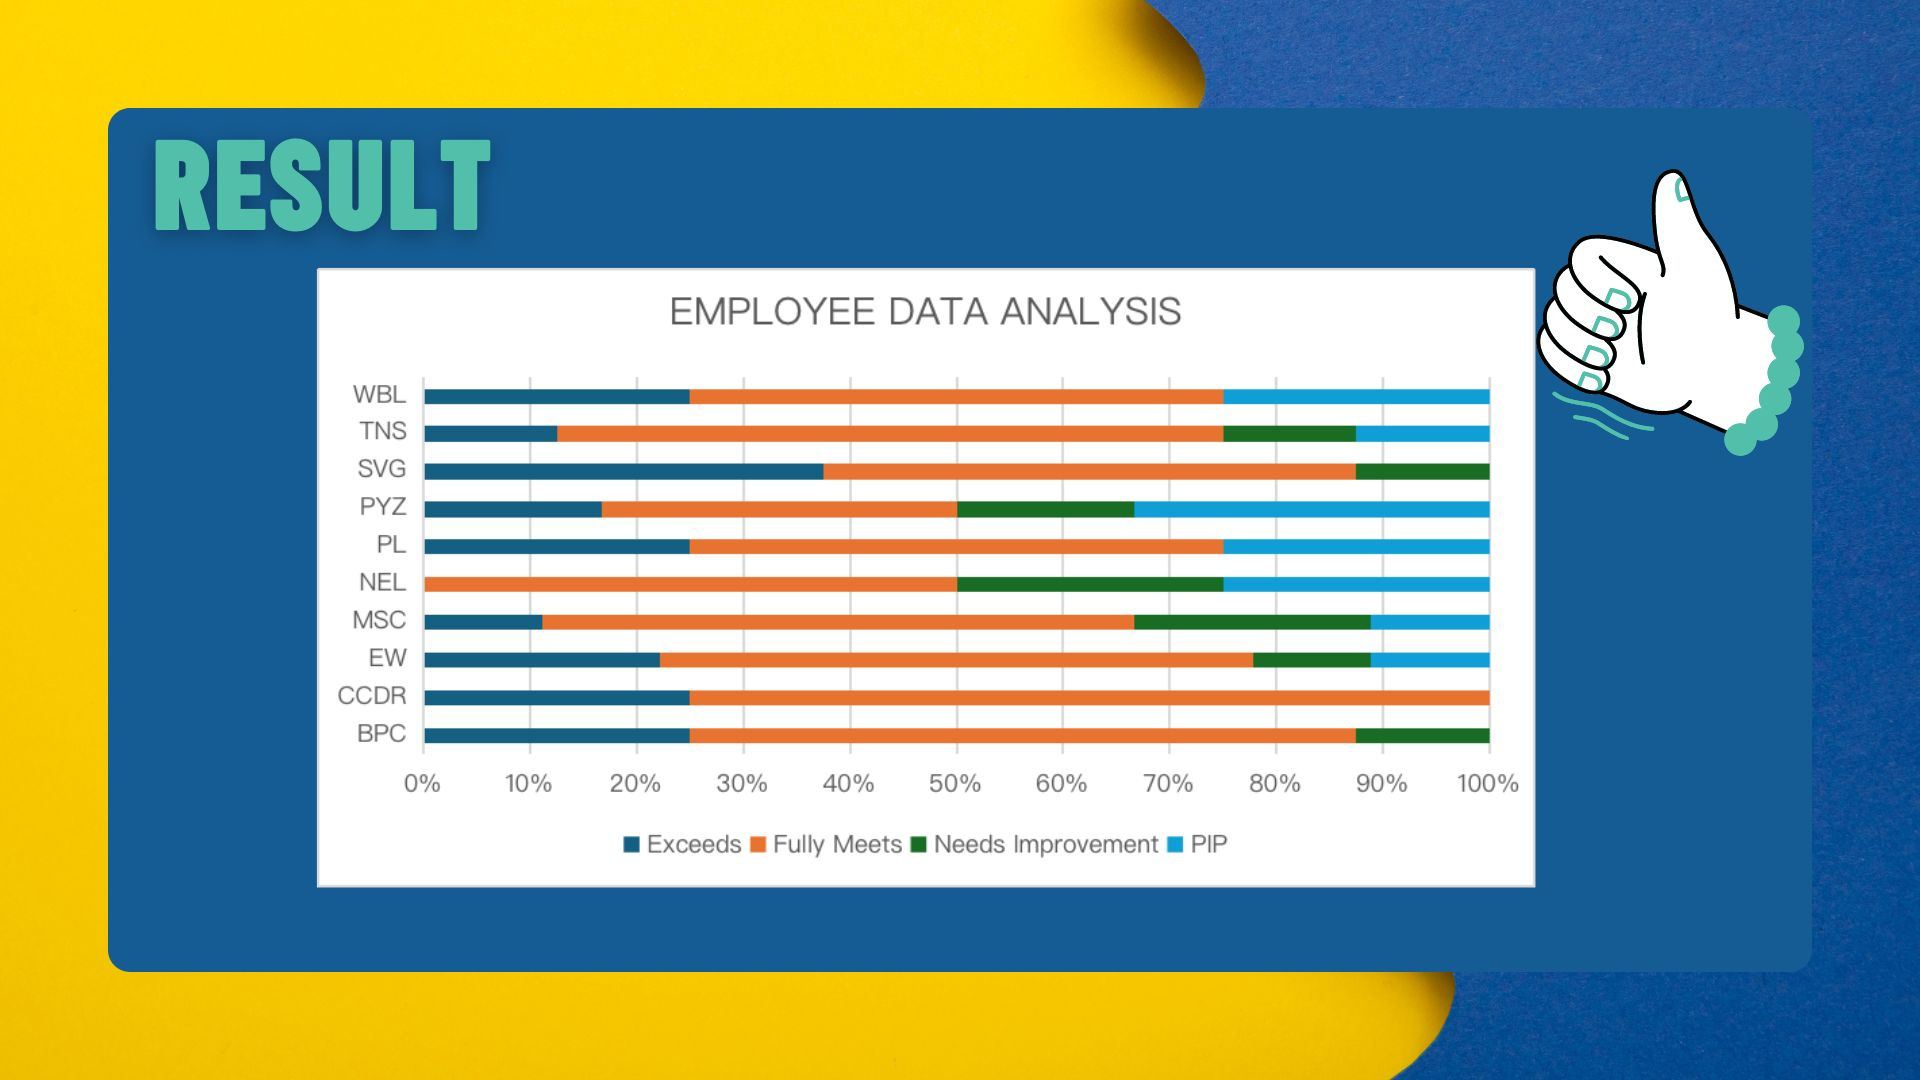 RESULT
EMPLOYEE DATA ANALYSIS
WBL
TNS
SVG
PYZ
PL
NEL
MSC
EW
CCDR
BPC
0% 10% 20% 30% 40% 50% 60% 70% 80% 90% 100%
Exceeds Fully Meets Needs Improvement PIP